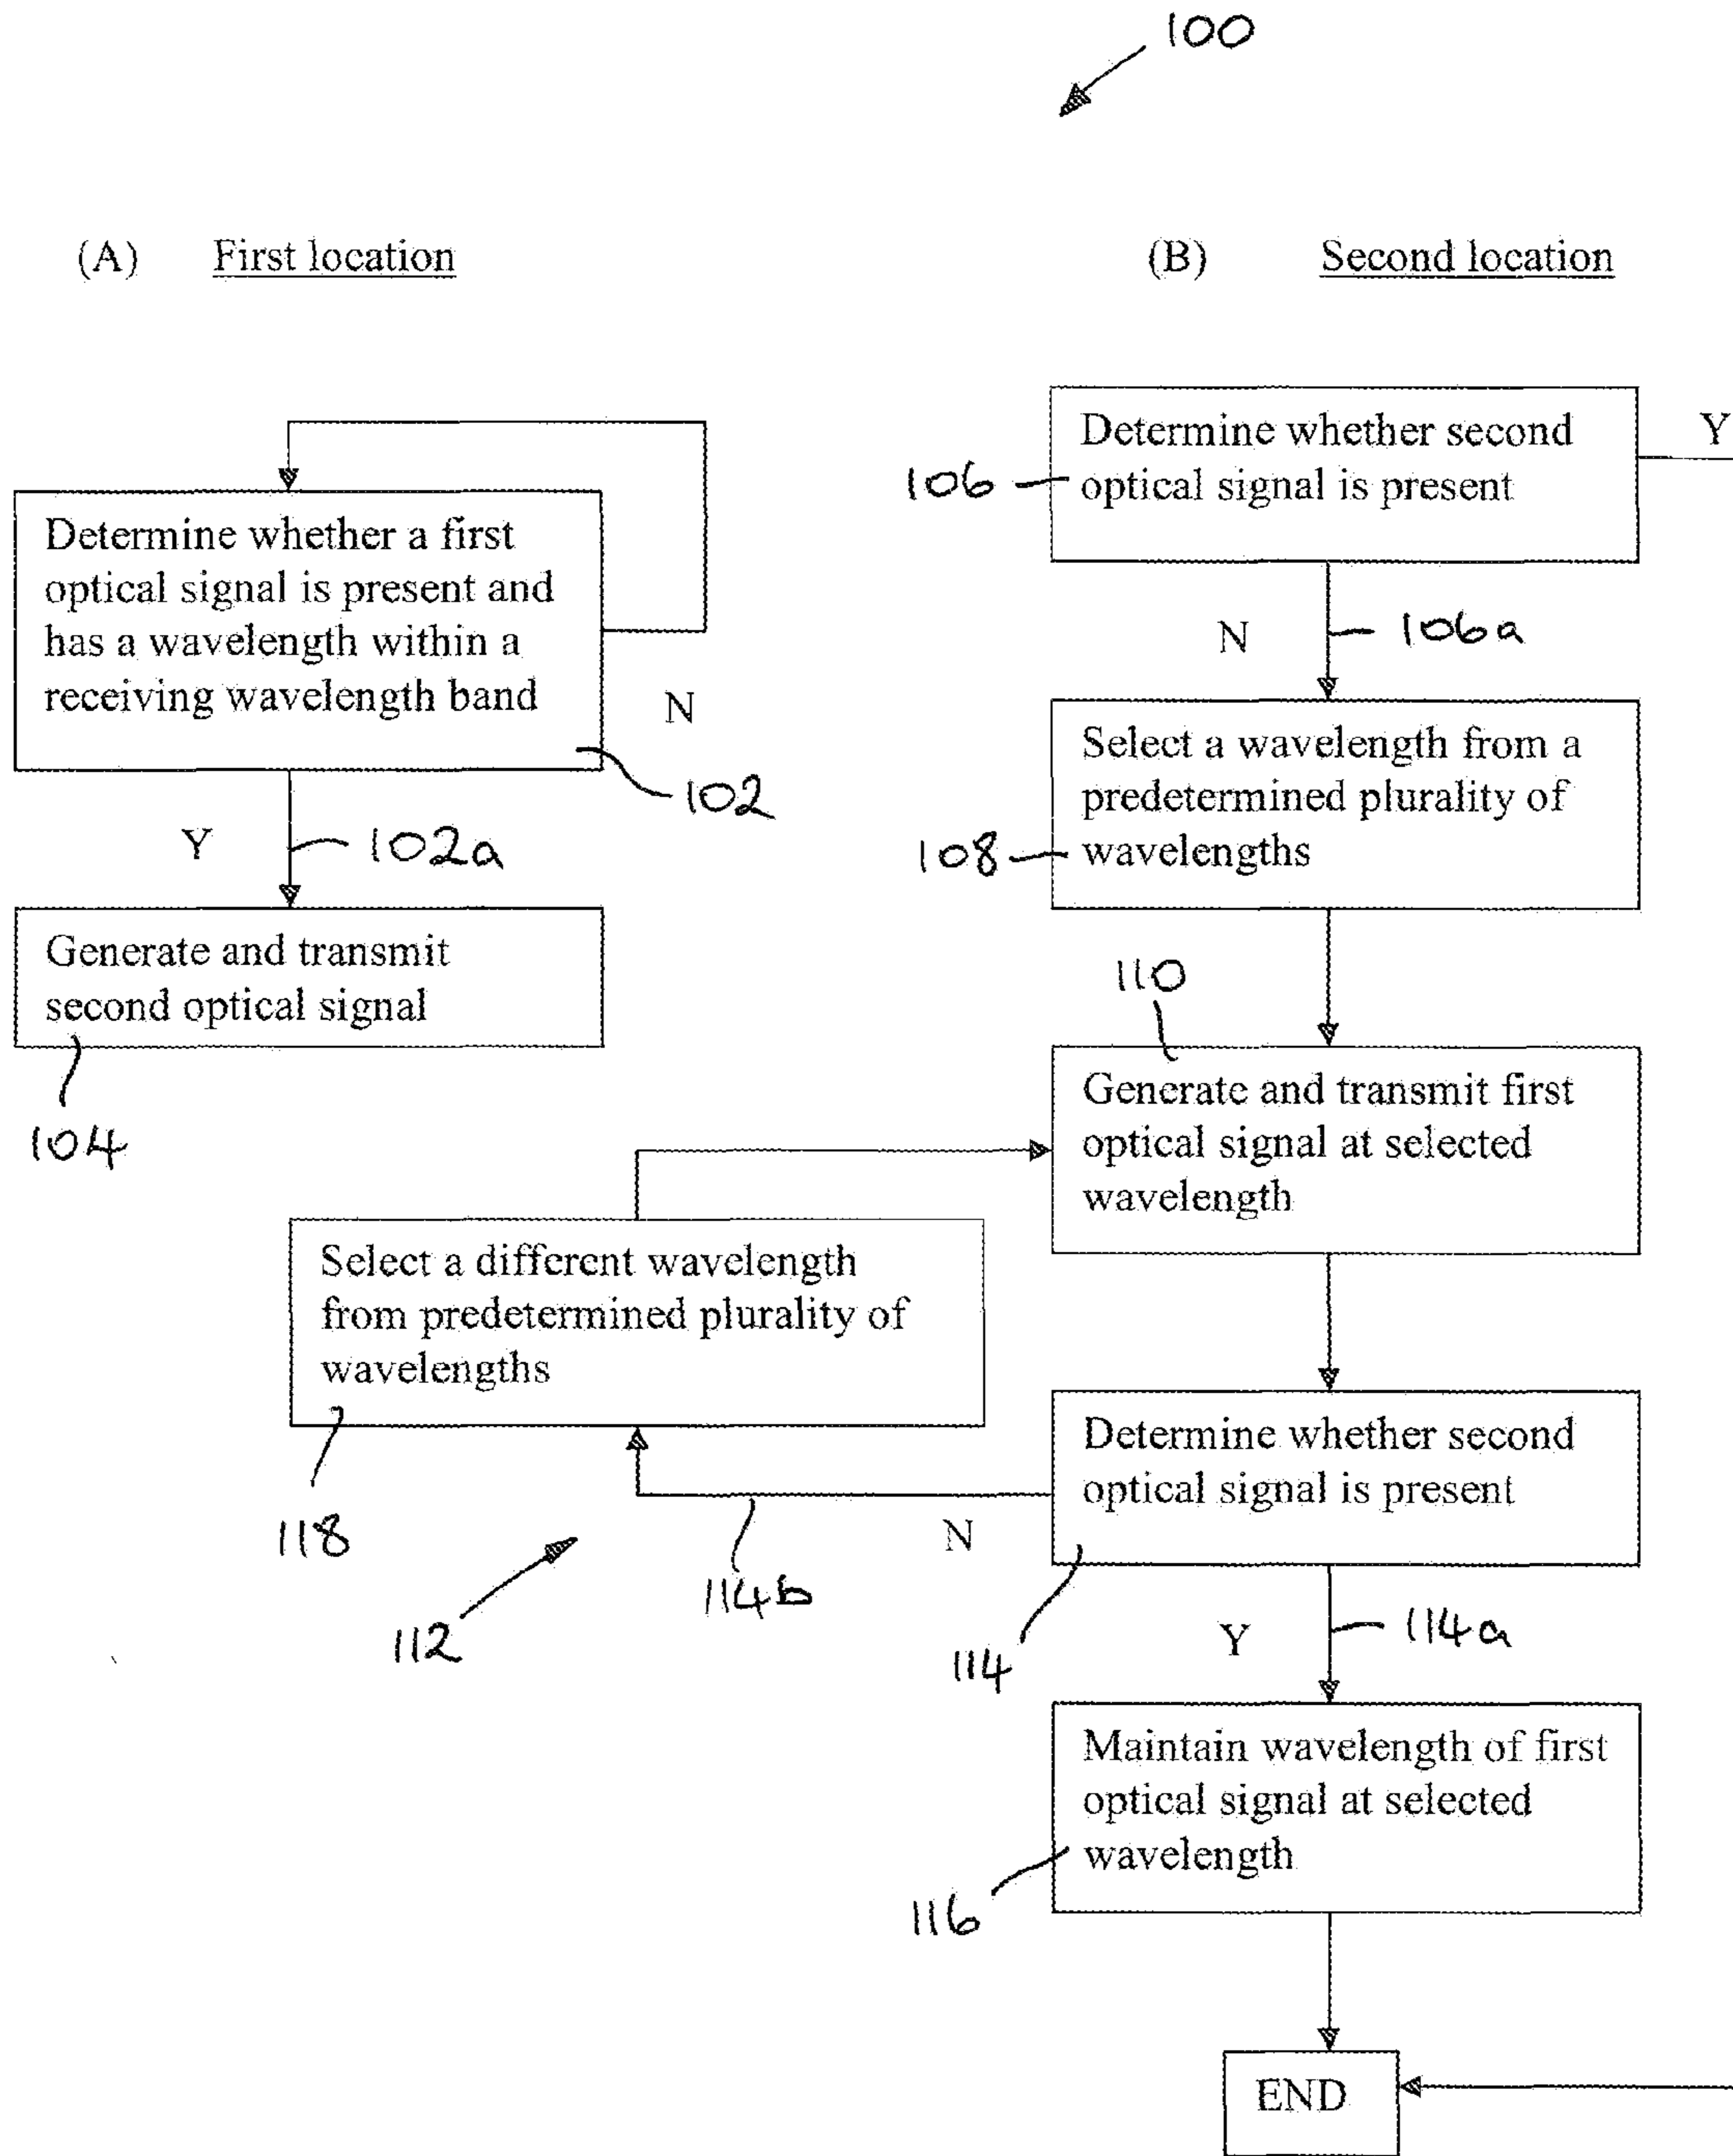 100
(A) First location
(B) Second location
Determine whether a first
optical signal is present and
has a wavelength within a
receiving wavelength band
N
102
Y
102a
Generate and transmit
second optical signal
104
Determine whether second
optical signal is present
Y
106
N
106a
Select a wavelength from a
predetermined plurality of
wavelengths
108
110
Generate and transmit first
optical signal at selected
wavelength
Select a different wavelength
from predetermined plurality of
wavelengths
118
112
114b
N
Determine whether second
optical signal is present
114
Y
114a
Maintain wavelength of first
optical signal at selected
wavelength
116
END